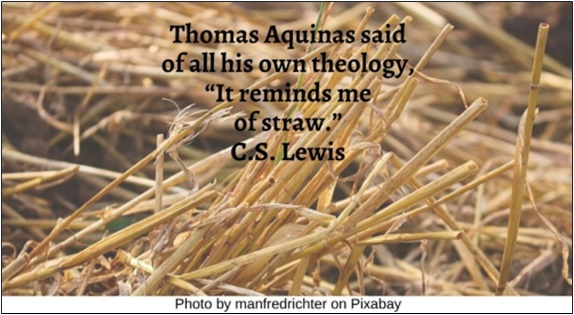 Thomas Aquinas said
of all his own theology,
“It reminds me
of straw.”
C.S. Lewis
Photo by manfredrichter on Pixabay